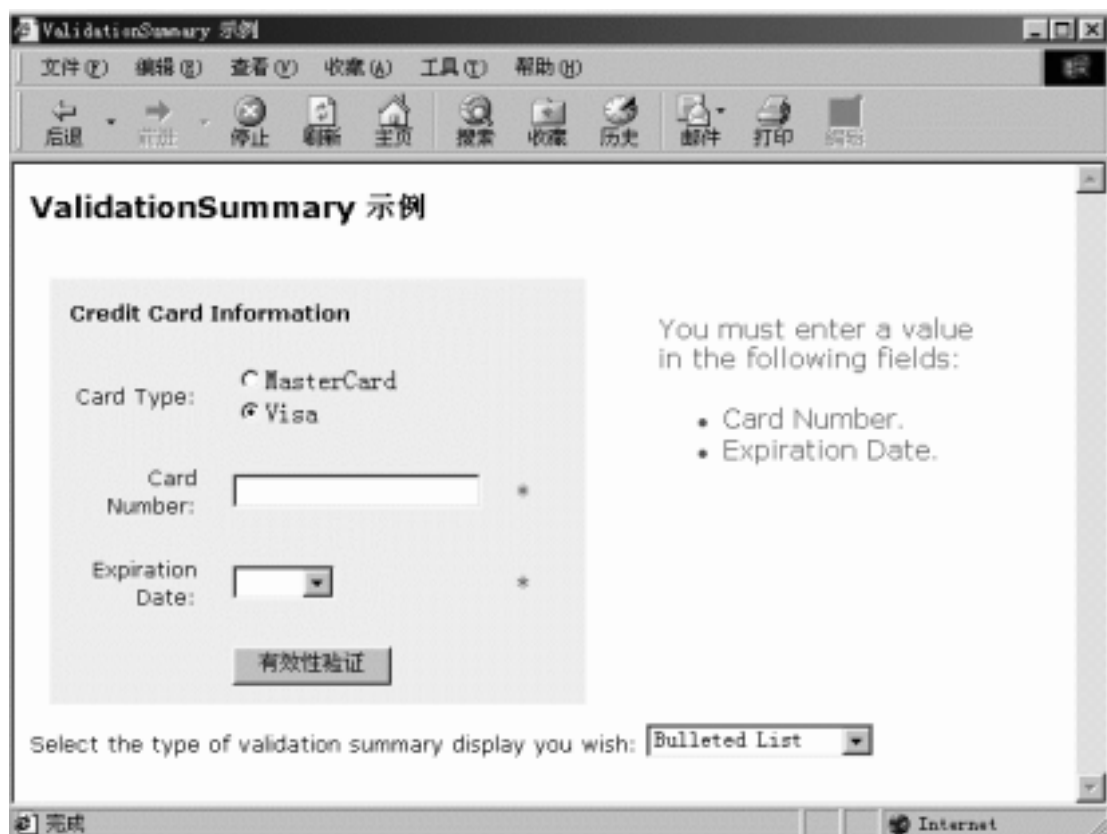 ValidationSummary 示例
文件(F) 编辑(E) 查看(V) 收藏(A) 工具(T) 帮助(H)
后退 前进 停止 刷新 主页 搜索 收藏 历史 邮件 打印 编辑
ValidationSummary 示例
Credit Card Information
Card Type:
MasterCard
Visa
Card
Number:
*
Expiration
Date:
*
有效性验证
You must enter a value
in the following fields:
• Card Number.
• Expiration Date.
Select the type of validation summary display you wish: Bulleted List
完成 Internet